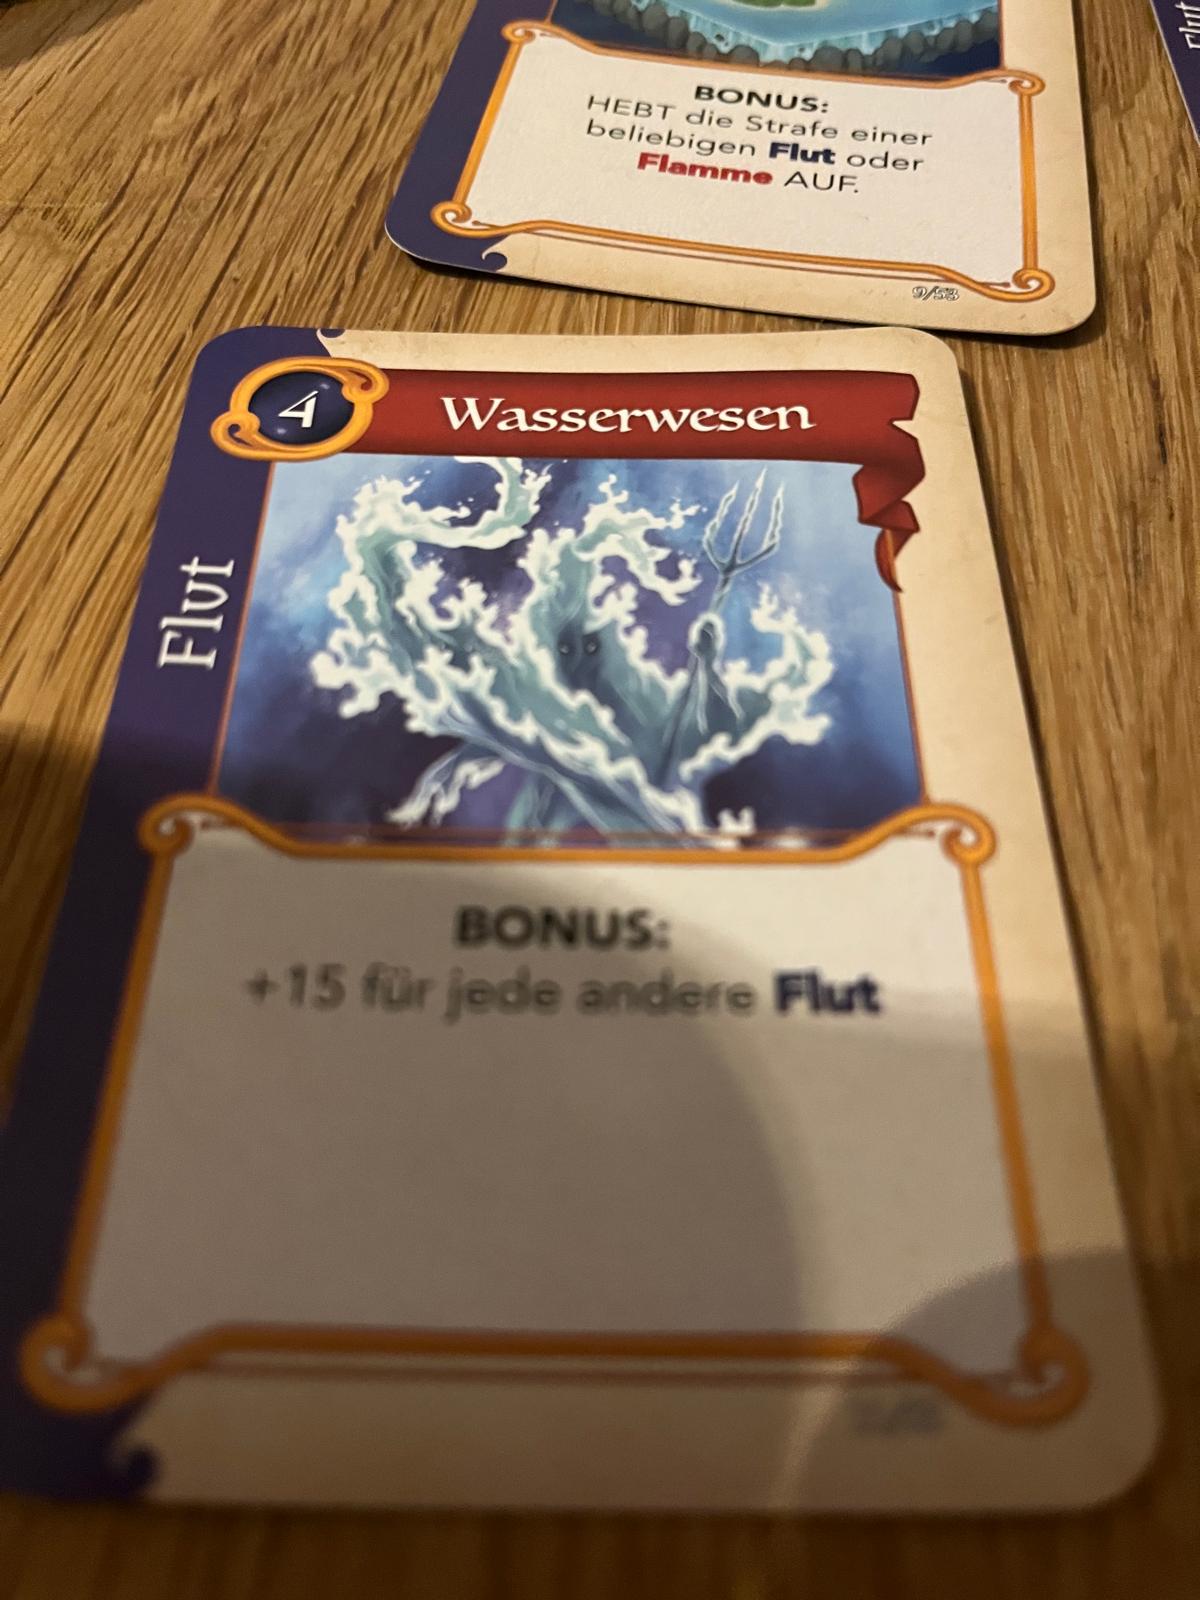 BONUS:
HEBT die Strafe einer
beliebigen Flut oder
Flamme AUF.
9/53
4
Wasserwesen
Flut
BONUS:
+15 für jede andere Flut
Flut